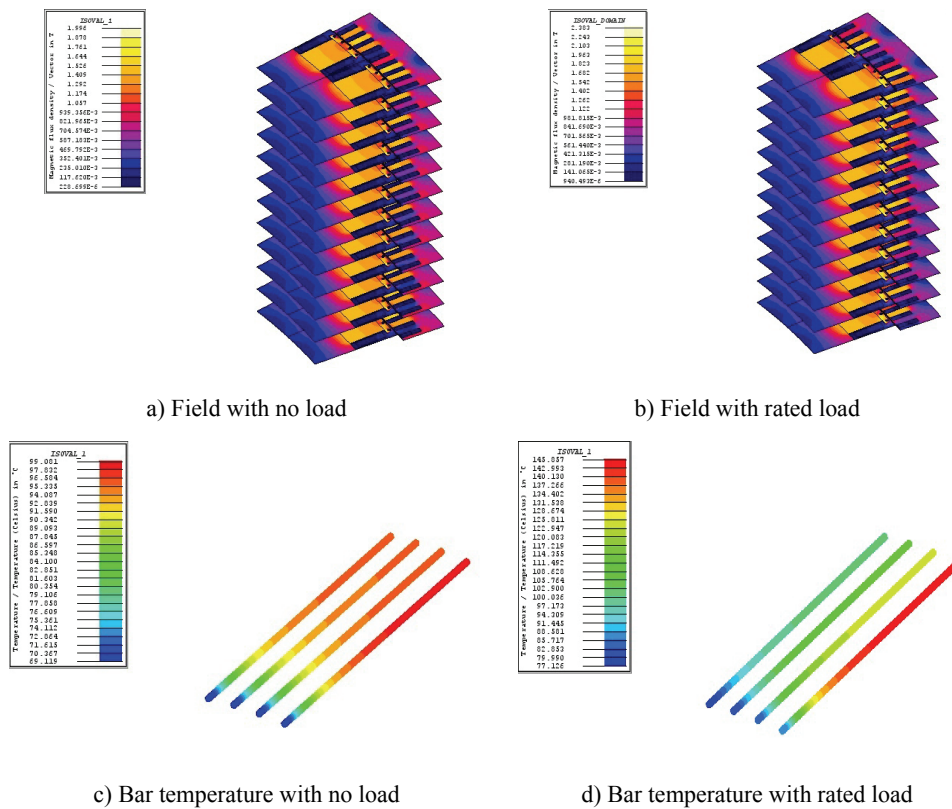 ISOVAL_1
1.996
1.878
1.761
1.644
1.526
1.409
1.292
1.174
1.057
939.356E-3
821.965E-3
704.574E-3
587.183E-3
469.792E-3
352.401E-3
235.010E-3
117.620E-3
228.699E-6
Magnetic flux density / Vector in T
ISOVAL_DOMAIN
2.383
2.243
2.103
1.963
1.823
1.682
1.542
1.402
1.262
1.122
981.815E-3
841.690E-3
701.565E-3
561.440E-3
421.315E-3
281.190E-3
141.065E-3
940.493E-6
Magnetic flux density / Vector in T
a) Field with no load
b) Field with rated load
ISOVAL_1
99.081
97.832
96.584
95.335
94.087
92.839
91.590
90.342
89.093
87.845
86.597
85.348
84.100
82.851
81.603
80.354
79.106
77.858
76.609
75.361
74.112
72.864
71.615
70.367
69.119
Temperature / Temperature (Celsius) in °C
ISOVAL_1
145.857
142.993
140.130
137.266
134.402
131.538
128.674
125.811
122.947
120.083
117.219
114.355
111.492
108.628
105.764
102.900
100.036
97.173
94.309
91.445
88.581
85.717
82.853
79.990
77.126
Temperature / Temperature (Celsius) in °C
c) Bar temperature with no load
d) Bar temperature with rated load